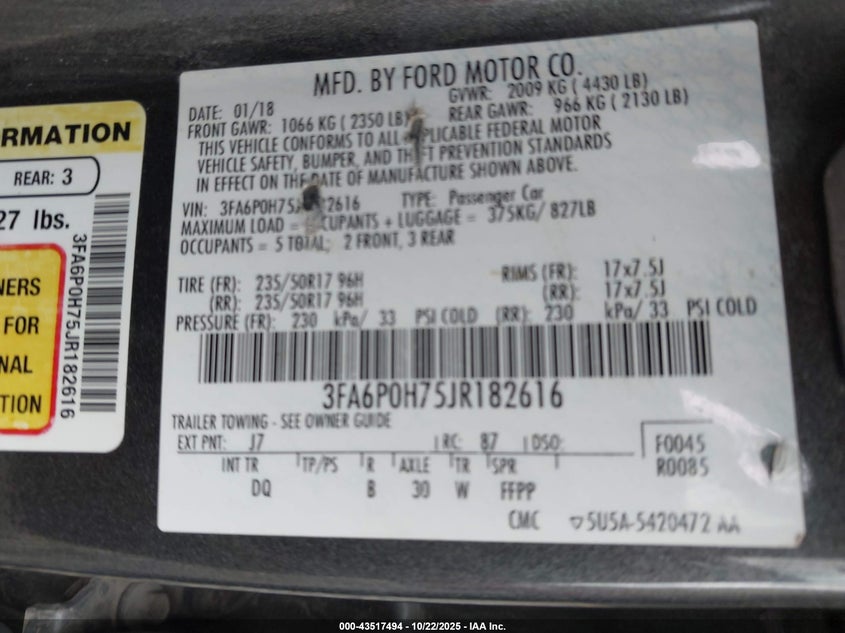 RMATION
REAR: 3
27 lbs.
NERS
FOR
NAL
TION
3FA6P0H75JR182616
MFD. BY FORD MOTOR CO.
DATE: 01/18 GVWR: 2009 KG ( 4430 LB)
FRONT GAWR: 1066 KG ( 2350 LB) REAR GAWR: 966 KG ( 2130 LB)
THIS VEHICLE CONFORMS TO ALL APPLICABLE FEDERAL MOTOR
VEHICLE SAFETY, BUMPER, AND THEFT PREVENTION STANDARDS
IN EFFECT ON THE DATE OF MANUFACTURE SHOWN ABOVE.
VIN: 3FA6P0H75J 82616 TYPE: Passenger Car
MAXIMUM LOAD = OCCUPANTS + LUGGAGE = 375KG/ 827LB
OCCUPANTS = 5 TOTAL; 2 FRONT, 3 REAR
TIRE (FR): 235/50R17 96H RIMS (FR): 17x7.5J
(RR): 235/50R17 96H (RR): 17x7.5J
PRESSURE (FR): 230 kPa/ 33 PSI COLD (RR): 230 kPa/ 33 PSI COLD
3FA6P0H75JR182616
TRAILER TOWING - SEE OWNER GUIDE
EXT PNT: J7 RC: 87 DSO: F0045
INT TR TP/PS R AXLE TR SPR R0085
DQ B 30 W FFPP
CMC 5U5A-5420472 AA
000-43517494 - 10/22/2025 - IAA Inc.